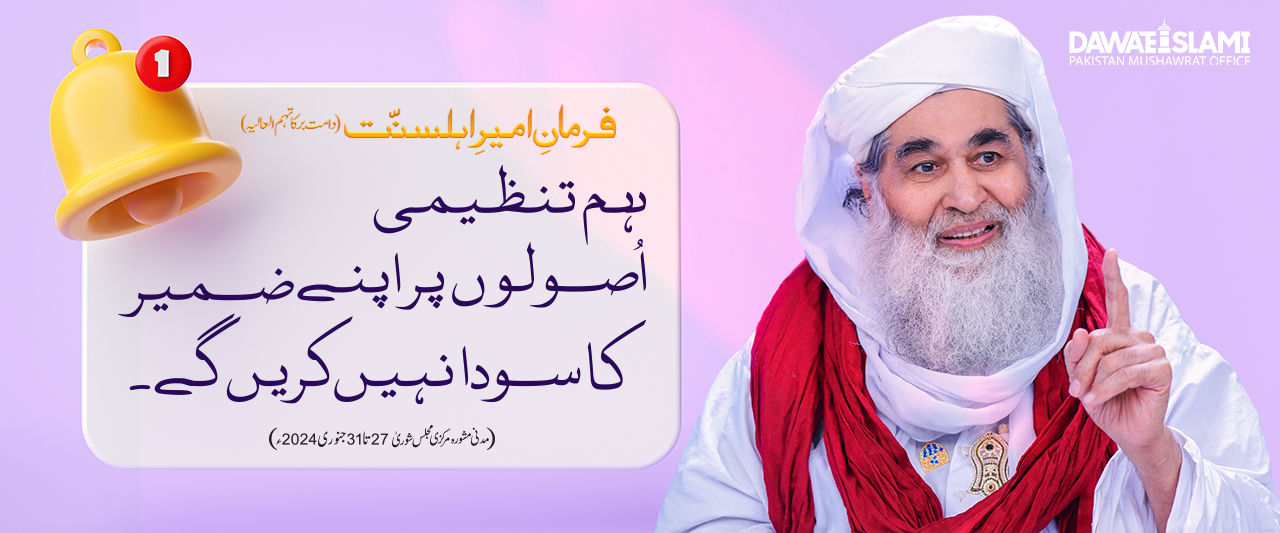 1
DAWATEISLAMI
PAKISTAN MUSHAWRAT OFFICE
فرمانِ امیرِ اہلسنّت (دامت برکاتہم العالیہ)
ہم تنظیمی
اُصولوں پر اپنے ضمیر
کا سودا نہیں کریں گے۔
(مدنی مشورہ مرکزی مجلس شوریٰ 27 تا 31 جنوری 2024ء)